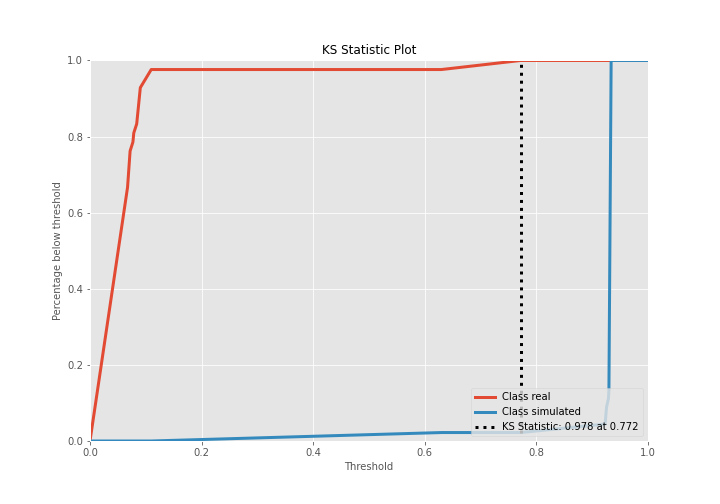 KS Statistic Plot
1.0
0.8
0.6
0.4
0.2
0.0
Percentage below threshold
0.0 0.2 0.4 0.6 0.8 1.0
Threshold
Class real
Class simulated
KS Statistic: 0.978 at 0.772